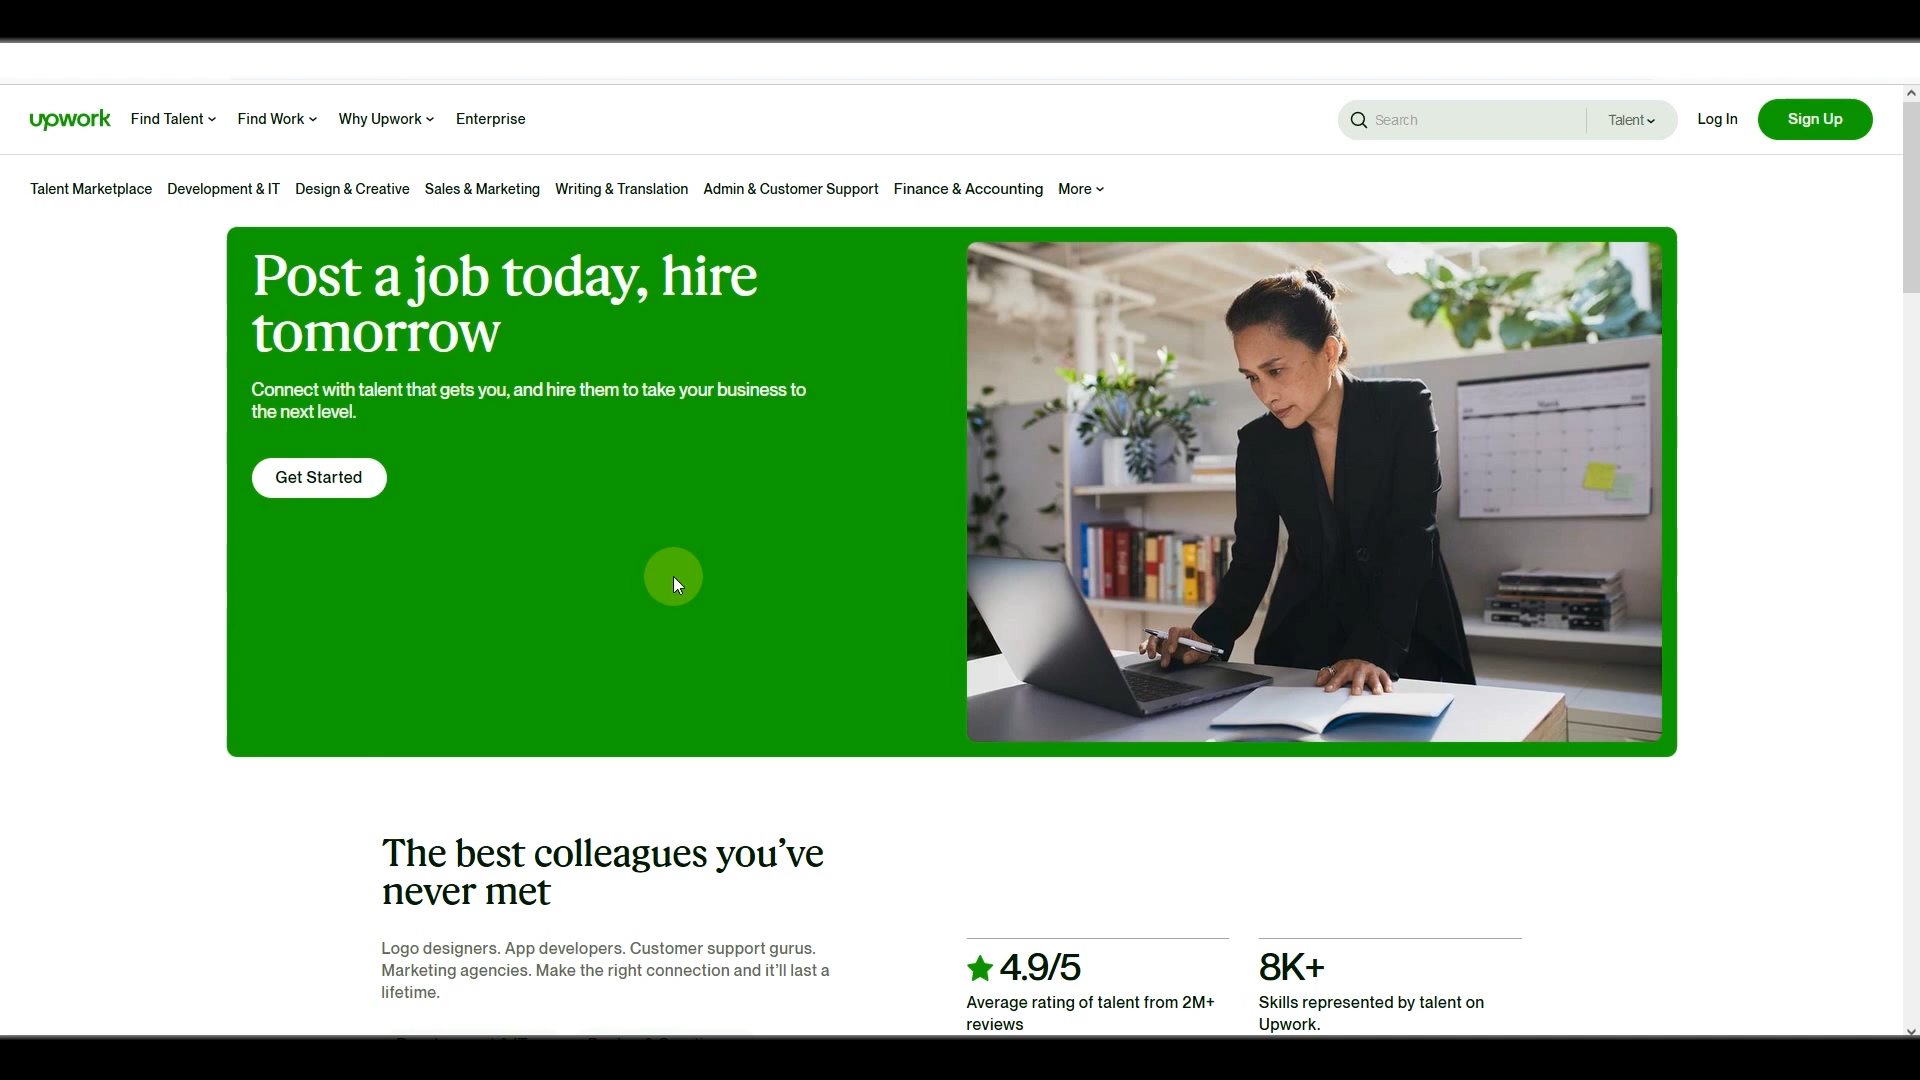 upwork Find Talent Find Work Why Upwork Enterprise Search Talent Log In Sign Up
Talent Marketplace Development & IT Design & Creative Sales & Marketing Writing & Translation Admin & Customer Support Finance & Accounting More
Post a job today, hire
tomorrow
Connect with talent that gets you, and hire them to take your business to
the next level.
Get Started
March
The best colleagues you’ve
never met
Logo designers. App developers. Customer support gurus.
Marketing agencies. Make the right connection and it’ll last a
lifetime.
4.9/5
Average rating of talent from 2M+
reviews
8K+
Skills represented by talent on
Upwork.